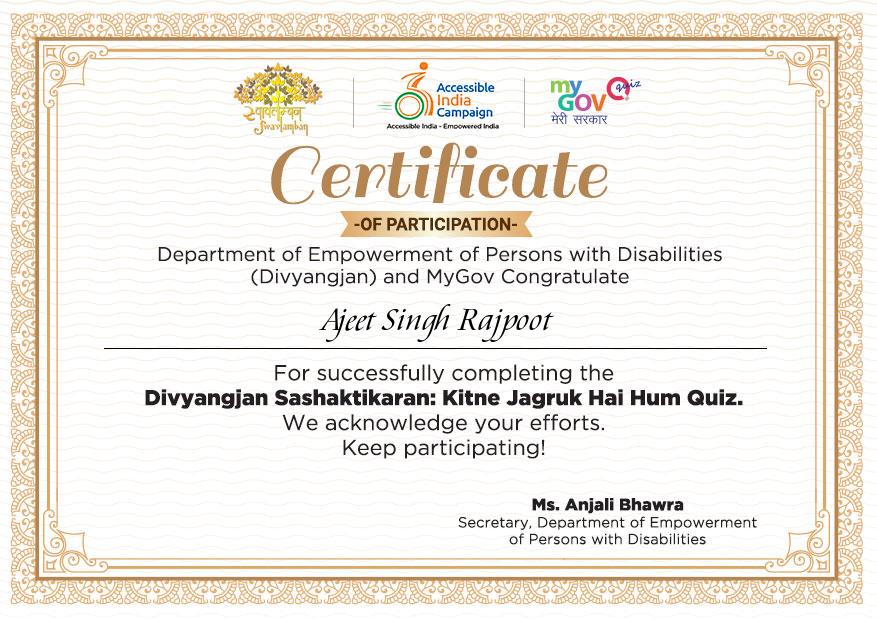 स्वावलम्बन
Swavlamban
Accessible
India
Campaign
Accessible India - Empowered India
my
GOV
quiz
मेरी सरकार
Certificate
-OF PARTICIPATION-
Department of Empowerment of Persons with Disabilities
(Divyangjan) and MyGov Congratulate
Ajeet Singh Rajpoot
For successfully completing the
Divyangjan Sashaktikaran: Kitne Jagruk Hai Hum Quiz.
We acknowledge your efforts.
Keep participating!
Ms. Anjali Bhawra
Secretary, Department of Empowerment
of Persons with Disabilities